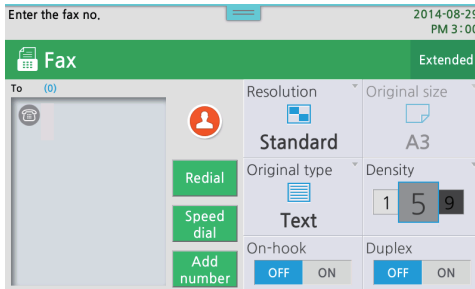 Enter the fax no.
2014-08-29
PM 3:00
Fax
Extended
To (0)
Resolution
Original size
Standard
A3
Redial
Original type
Density
1 5 9
Speed
dial
Text
Add
number
On-hook
Duplex
OFF ON
OFF ON